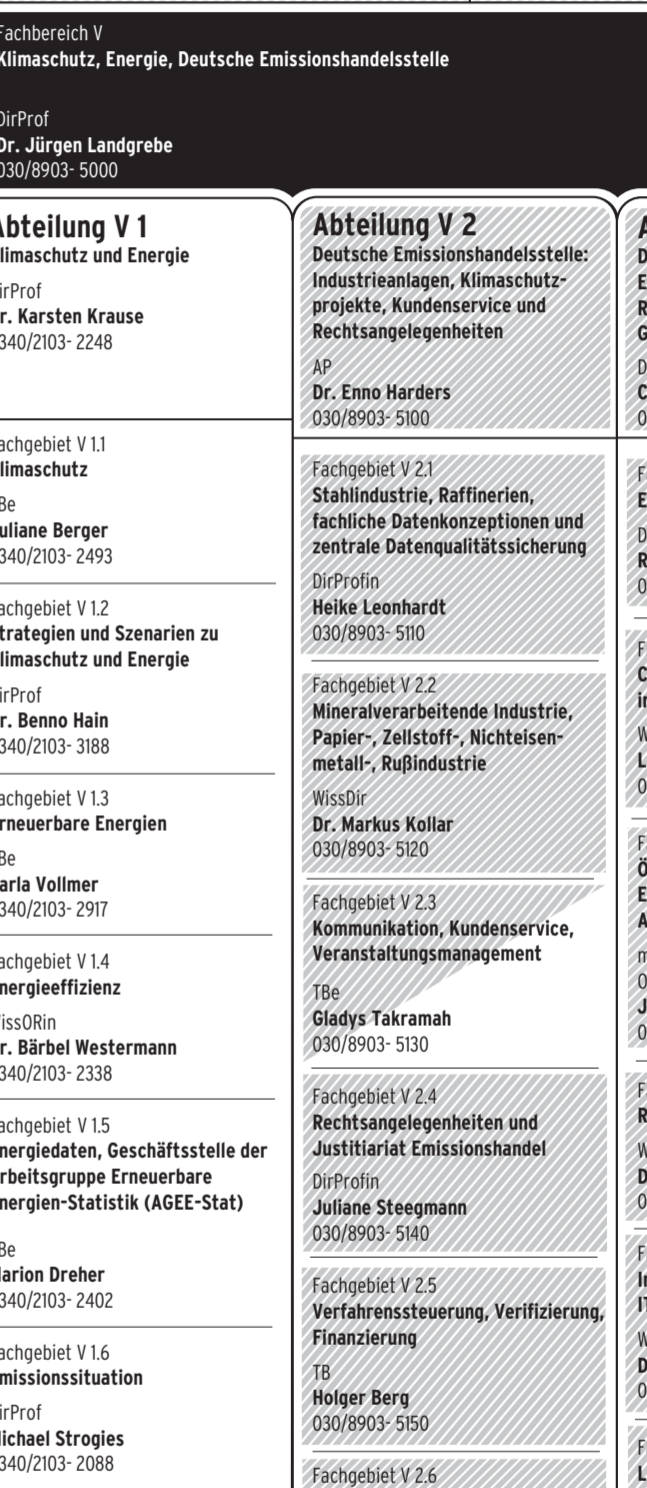 Fachbereich V
Klimaschutz, Energie, Deutsche Emissionshandelsstelle
DirProf
Dr. Jürgen Landgrebe
030/8903- 5000
Abteilung V 1
limaschutz und Energie
irProf
r. Karsten Krause
340/2103- 2248
achgebiet V 1.1
limaschutz
Be
uliane Berger
340/2103- 2493
achgebiet V 1.2
trategien und Szenarien zu
limaschutz und Energie
irProf
r. Benno Hain
340/2103- 3188
achgebiet V 1.3
rneuerbare Energien
Be
arla Vollmer
340/2103- 2917
achgebiet V 1.4
nergieeffizienz
issORin
r. Bärbel Westermann
340/2103- 2338
achgebiet V 1.5
nergiedaten, Geschäftsstelle der
rbeitsgruppe Erneuerbare
nergien-Statistik (AGEE-Stat)
Be
arion Dreher
340/2103- 2402
achgebiet V 1.6
missionssituation
irProf
ichael Strogies
340/2103- 2088
Abteilung V 2
Deutsche Emissionshandelsstelle:
Industrieanlagen, Klimaschutz-
projekte, Kundenservice und
Rechtsangelegenheiten
AP
Dr. Enno Harders
030/8903- 5100
Fachgebiet V 2.1
Stahlindustrie, Raffinerien,
fachliche Datenkonzeptionen und
zentrale Datenqualitätssicherung
DirProfin
Heike Leonhardt
030/8903- 5110
Fachgebiet V 2.2
Mineralverarbeitende Industrie,
Papier-, Zellstoff-, Nichteisen-
metall-, Rußindustrie
WissDir
Dr. Markus Kollar
030/8903- 5120
Fachgebiet V 2.3
Kommunikation, Kundenservice,
Veranstaltungsmanagement
TBe
Gladys Takramah
030/8903- 5130
Fachgebiet V 2.4
Rechtsangelegenheiten und
Justitiariat Emissionshandel
DirProfin
Juliane Steegmann
030/8903- 5140
Fachgebiet V 2.5
Verfahrenssteuerung, Verifizierung,
Finanzierung
TB
Holger Berg
030/8903- 5150
Fachgebiet V 2.6